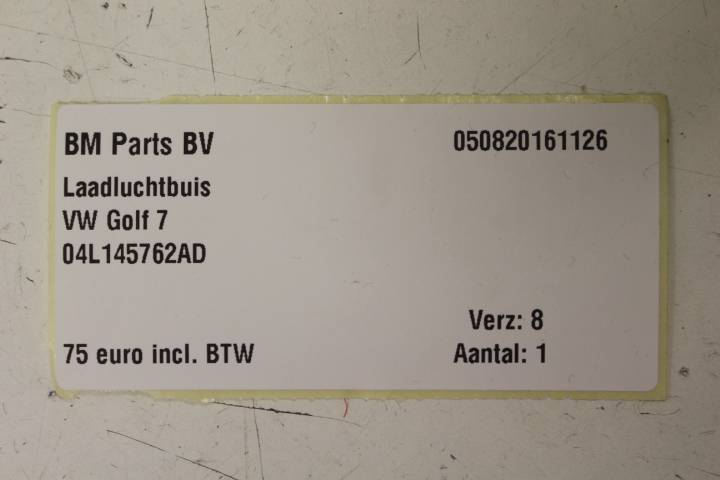 BM Parts BV 050820161126
Laadluchtbuis
VW Golf 7
04L145762AD
Verz: 8
75 euro incl. BTW Aantal: 1